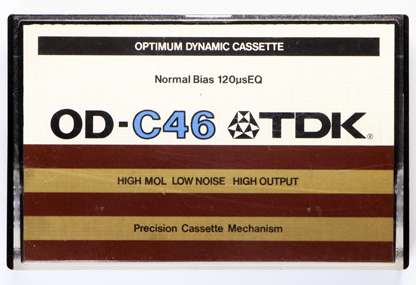 OPTIMUM DYNAMIC CASSETTE
Normal Bias 120µsEQ
OD-C46 TDK®
HIGH MOL LOW NOISE HIGH OUTPUT
Precision Cassette Mechanism